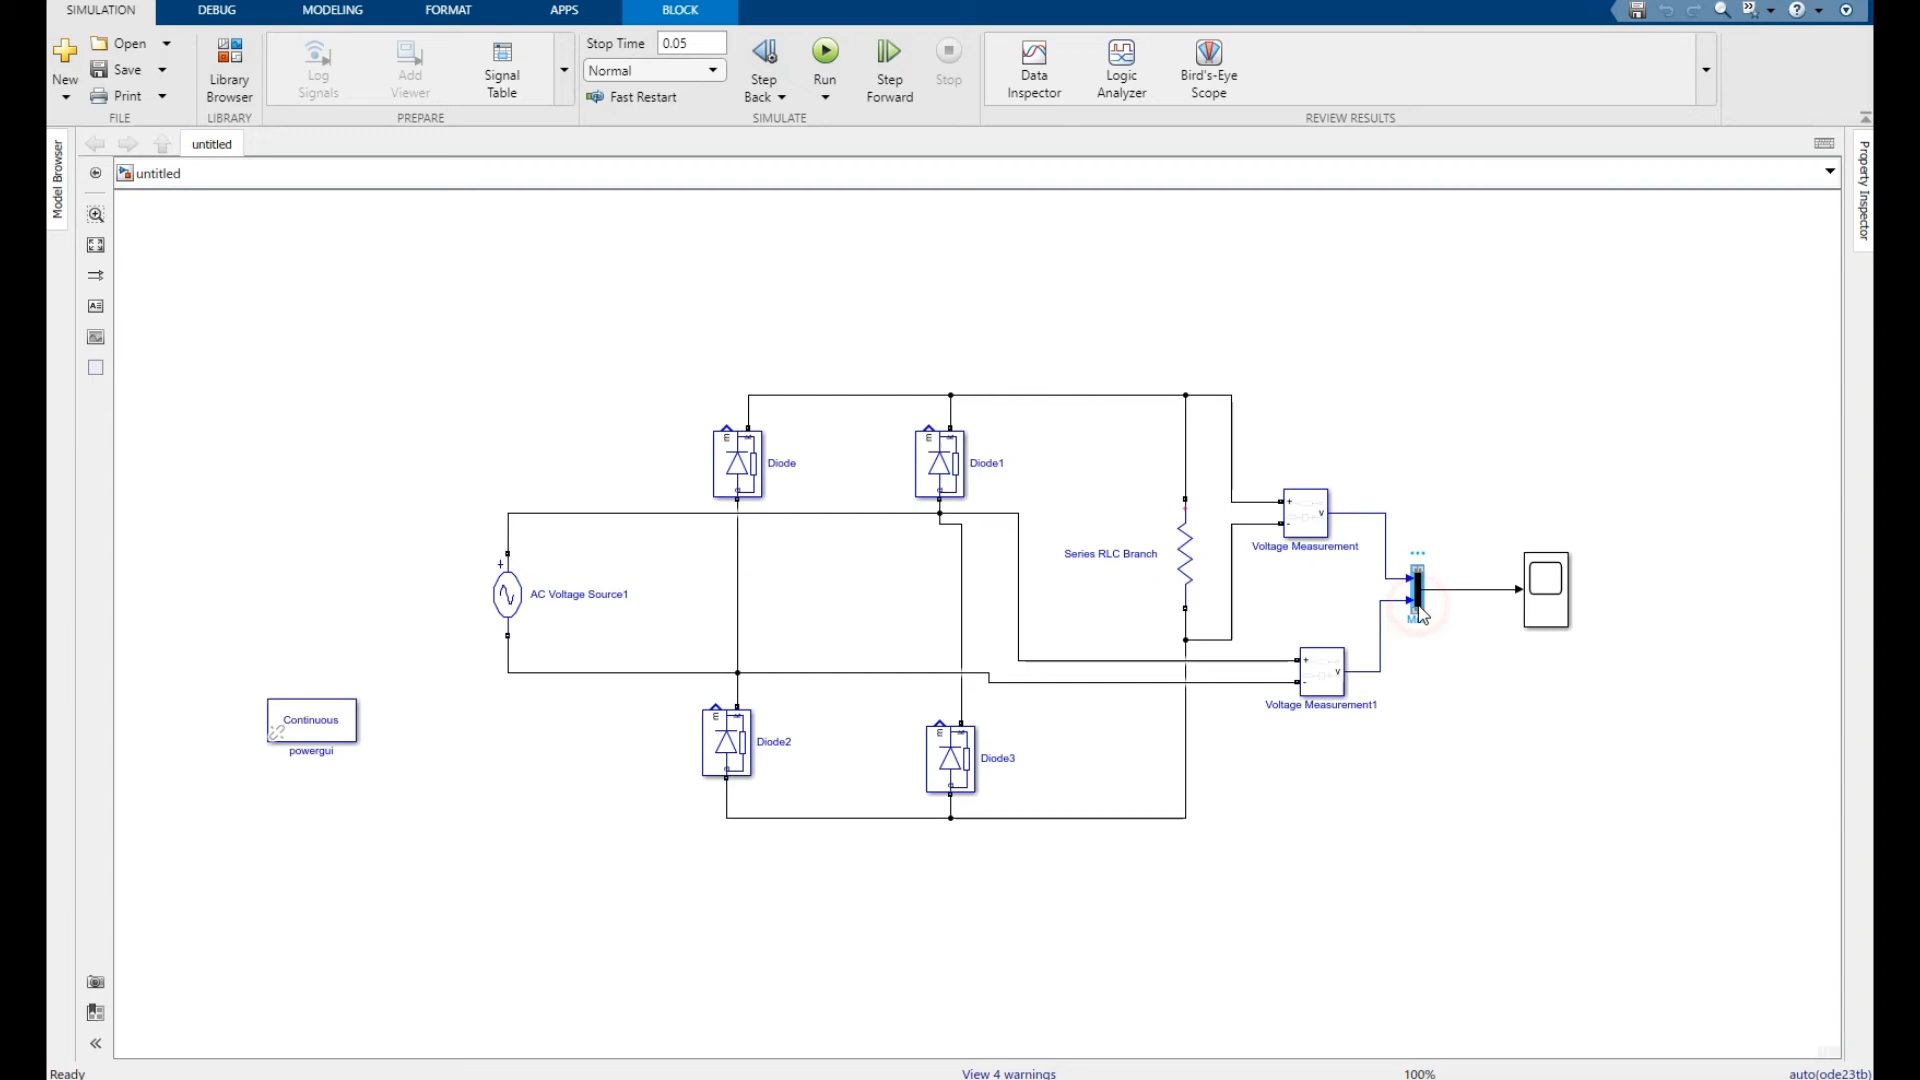 SIMULATION DEBUG MODELING FORMAT APPS BLOCK
New
Open
Save
Print
FILE
Library
Browser
LIBRARY
Log
Signals
Add
Viewer
Signal
Table
PREPARE
Stop Time 0.05
Normal
Fast Restart
Step
Back
Run
Step
Forward
Stop
SIMULATE
Data
Inspector
Logic
Analyzer
Bird's-Eye
Scope
REVIEW RESULTS
Model Browser
untitled
untitled
Property Inspector
Diode
Diode1
AC Voltage Source1
Series RLC Branch
Voltage Measurement
Voltage Measurement1
Continuous
powergui
Diode2
Diode3
Ready
View 4 warnings
100%
auto(ode23tb)